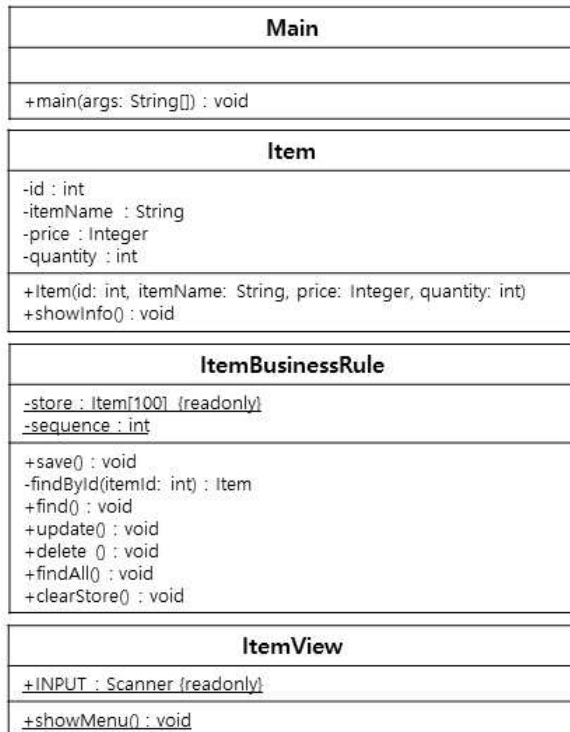 Main
+main(args: String[]) : void
Item
-id : int
-itemName : String
-price : Integer
-quantity : int
+Item(id: int, itemName: String, price: Integer, quantity: int)
+showInfo() : void
ItemBusinessRule
-store : Item[100] {readonly}
-sequence : int
+save() : void
-findById(itemId: int) : Item
+find() : void
+update() : void
+delete () : void
+findAll() : void
+clearStore() : void
ItemView
+INPUT : Scanner {readonly}
+showMenu() : void